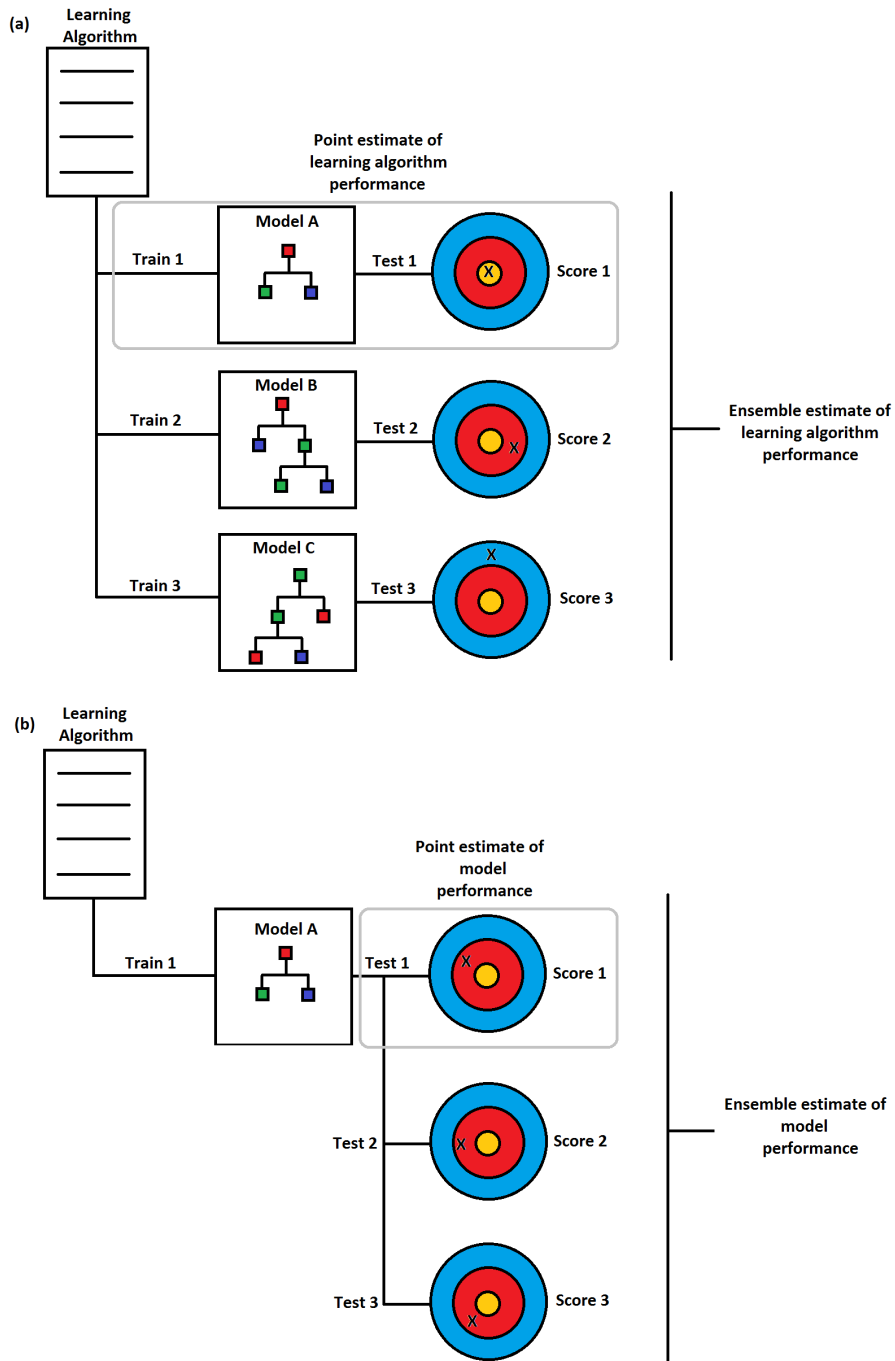 (a)
Learning
Algorithm
Point estimate of
learning algorithm
performance
Train 1
Model A
Test 1
X
Score 1
Train 2
Model B
Test 2
X
Score 2
Ensemble estimate of
learning algorithm
performance
Train 3
Model C
Test 3
X
Score 3
(b)
Learning
Algorithm
Point estimate of
model
performance
Train 1
Model A
Test 1
X
Score 1
Test 2
X
Score 2
Ensemble estimate of
model
performance
Test 3
X
Score 3